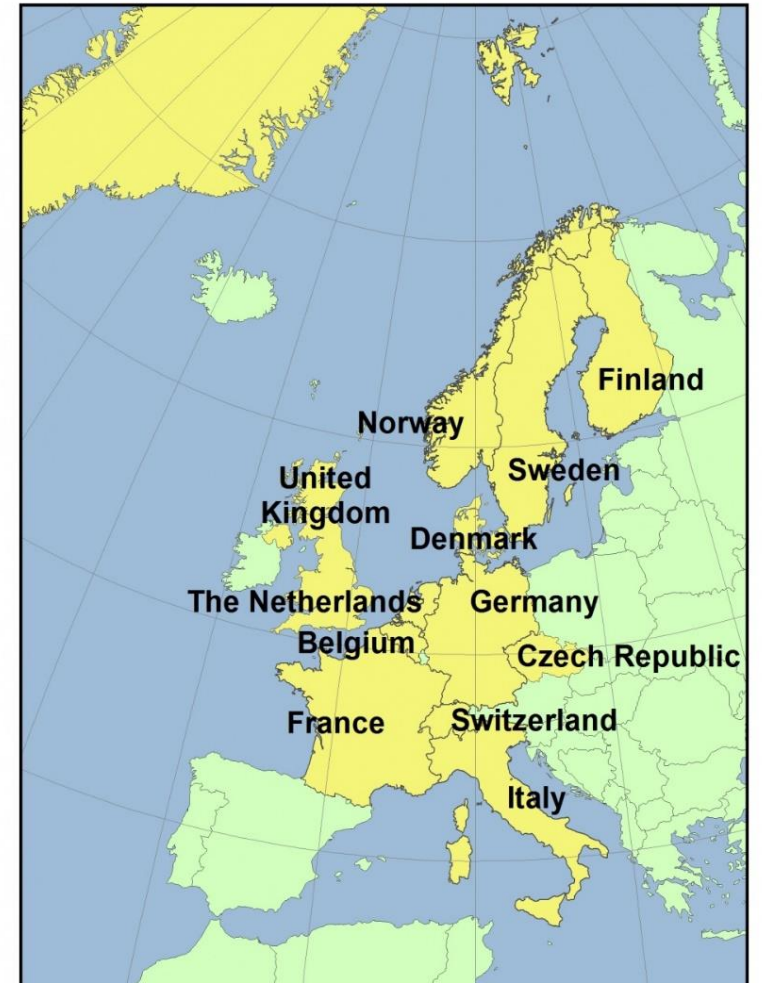 Finland
Norway
Sweden
United
Kingdom
Denmark
The Netherlands
Germany
Belgium
Czech Republic
France
Switzerland
Italy